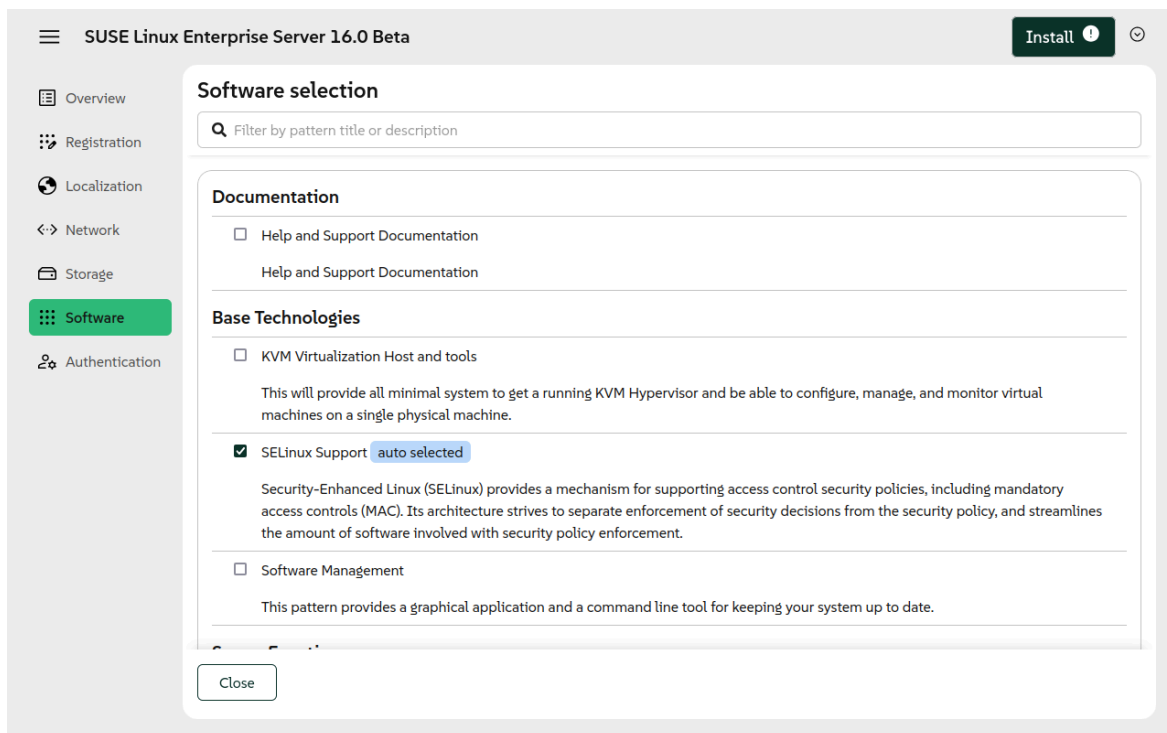 SUSE Linux Enterprise Server 16.0 Beta
Install
Overview
Registration
Localization
Network
Storage
Software
Authentication
Software selection
Filter by pattern title or description
Documentation
Help and Support Documentation
Help and Support Documentation
Base Technologies
KVM Virtualization Host and tools
This will provide all minimal system to get a running KVM Hypervisor and be able to configure, manage, and monitor virtual
machines on a single physical machine.
SELinux Support auto selected
Security-Enhanced Linux (SELinux) provides a mechanism for supporting access control security policies, including mandatory
access controls (MAC). Its architecture strives to separate enforcement of security decisions from the security policy, and streamlines
the amount of software involved with security policy enforcement.
Software Management
This pattern provides a graphical application and a command line tool for keeping your system up to date.
Close